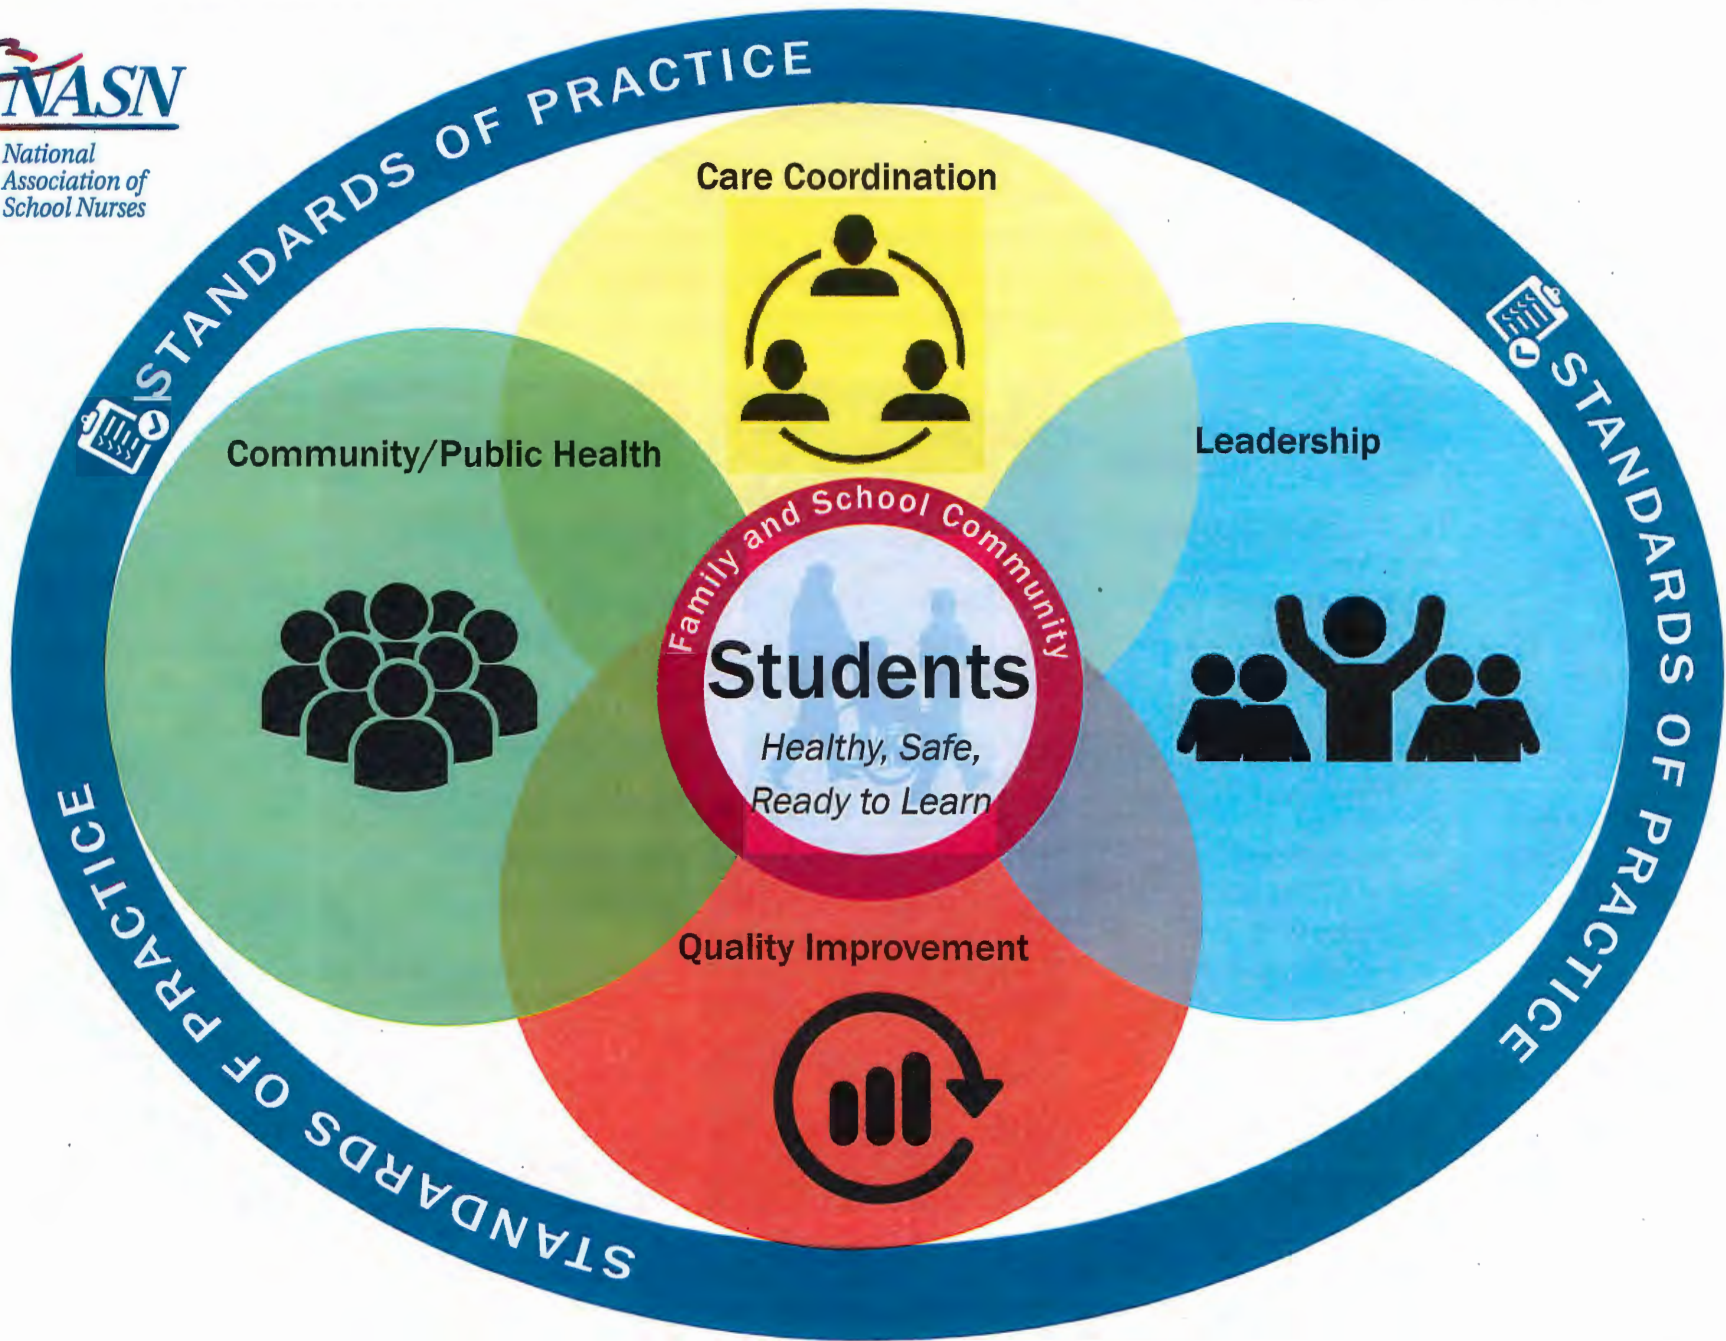 NASN
National
Association of
School Nurses
STANDARDS OF PRACTICE
Care Coordination
Community/Public Health
Leadership
STANDARDS OF PRACTICE
Family and School Community
Students
Healthy, Safe,
Ready to Learn
Quality Improvement
STANDARDS OF PRACTICE